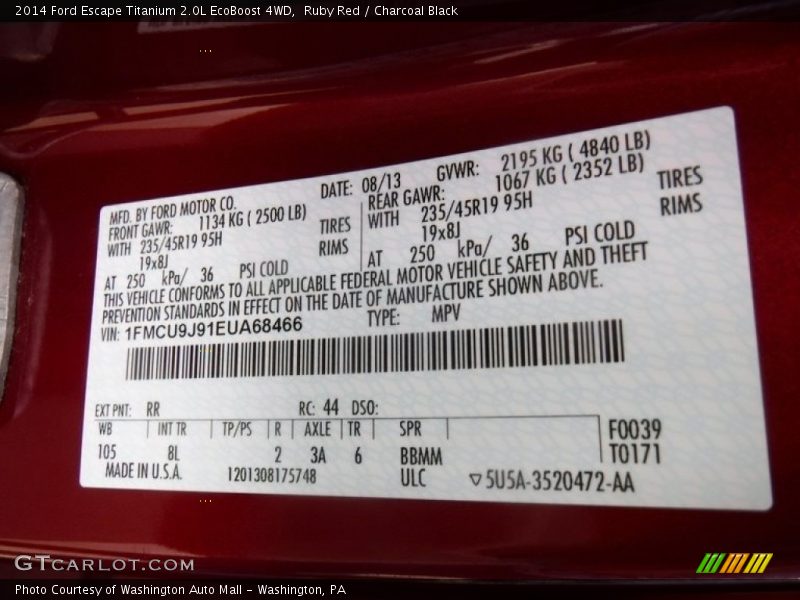 2014 Ford Escape Titanium 2.0L EcoBoost 4WD,  Ruby Red / Charcoal Black
MFD. BY FORD MOTOR CO.
DATE: 08/13
GVWR: 2195 KG ( 4840 LB)
FRONT GAWR: 1134 KG ( 2500 LB)
WITH 235/45R19 95H TIRES
19x8J RIMS
AT 250 kPa/ 36 PSI COLD
REAR GAWR: 1067 KG ( 2352 LB)
WITH 235/45R19 95H TIRES
19x8J RIMS
AT 250 kPa/ 36 PSI COLD
THIS VEHICLE CONFORMS TO ALL APPLICABLE FEDERAL MOTOR VEHICLE SAFETY AND THEFT
PREVENTION STANDARDS IN EFFECT ON THE DATE OF MANUFACTURE SHOWN ABOVE.
VIN: 1FMCU9J91EUA68466
TYPE: MPV
EXT PNT: RR RC: 44 DSO:
WB INT TR TP/PS R AXLE TR SPR
105 8L 2 3A 6 BBMM
F0039
T0171
MADE IN U.S.A. 1201308175748 ULC ▽5U5A-3520472-AA
GTCARLOT.COM
Photo Courtesy of Washington Auto Mall - Washington, PA